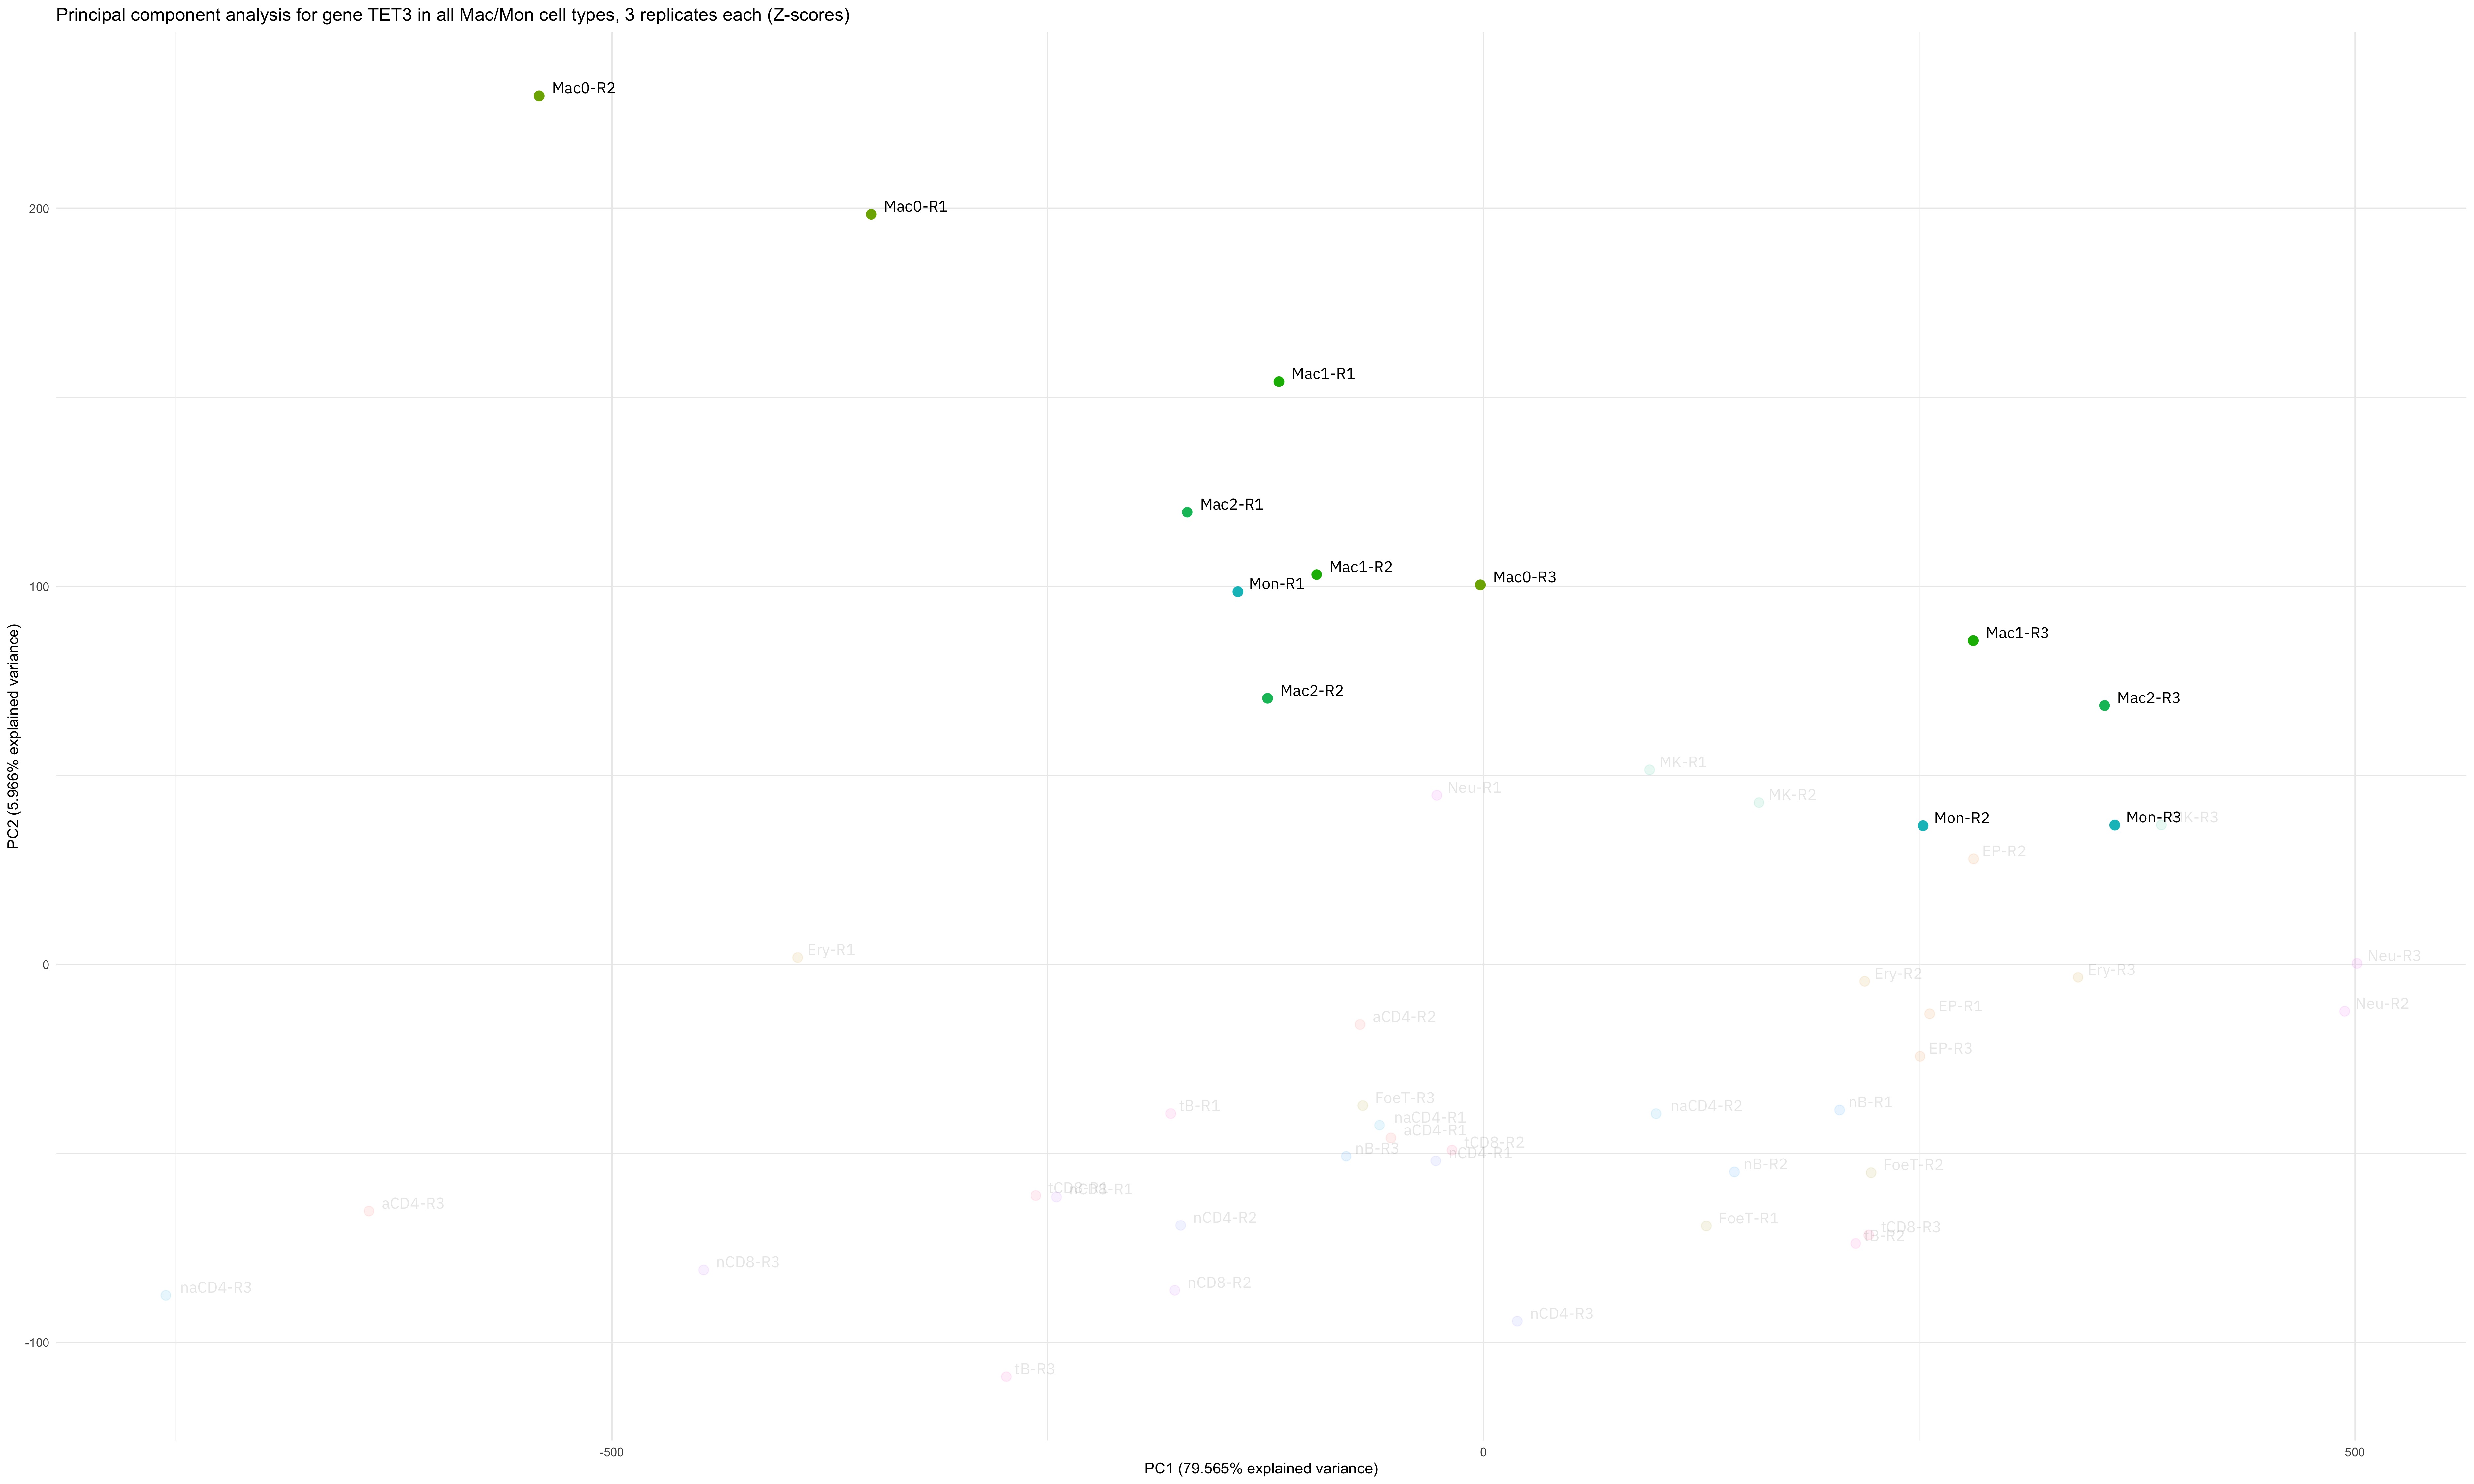 Principal component analysis for gene TET3 in all Mac/Mon cell types, 3 replicates each (Z-scores)
Mac0-R2
200
Mac0-R1
Mac1-R1
Mac2-R1
Mac1-R2
100
Mac0-R3
Mon-R1
Mac1-R3
Mac2-R2
Mac2-R3
MK-R1
Neu-R1
MK-R2
Mon-R2
Mon-R3
EP-R2
PC2 (5.966% explained variance)
Ery-R1
0
Neu-R3
Ery-R2
Ery-R3
EP-R1
Neu-R2
aCD4-R2
EP-R3
tB-R1
FoeT-R3
naCD4-R2
nB-R1
naCD4-R1
aCD4-R1
tCD8-R2
nB-R3
nCD4-R1
nB-R2
FoeT-R2
tCD8-R1
nCD8-R1
aCD4-R3
nCD4-R2
FoeT-R1
tCD8-R3
tB-R2
nCD8-R3
naCD4-R3
nCD8-R2
nCD4-R3
-100
tB-R3
-500
0
500
PC1 (79.565% explained variance)